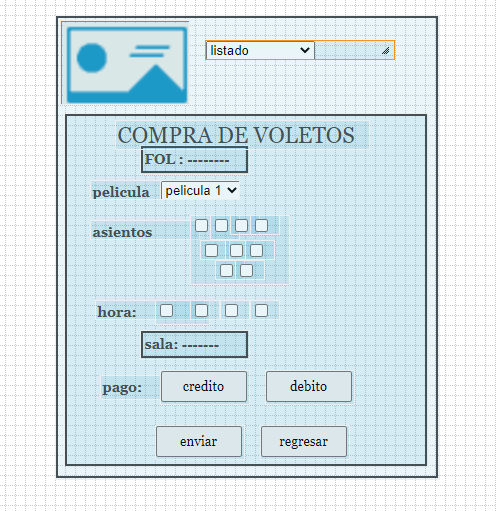 listado
COMPRA DE VOLETOS
FOL : --------
pelicula pelicula 1
asientos
hora:
sala: -------
pago: credito debito
enviar regresar